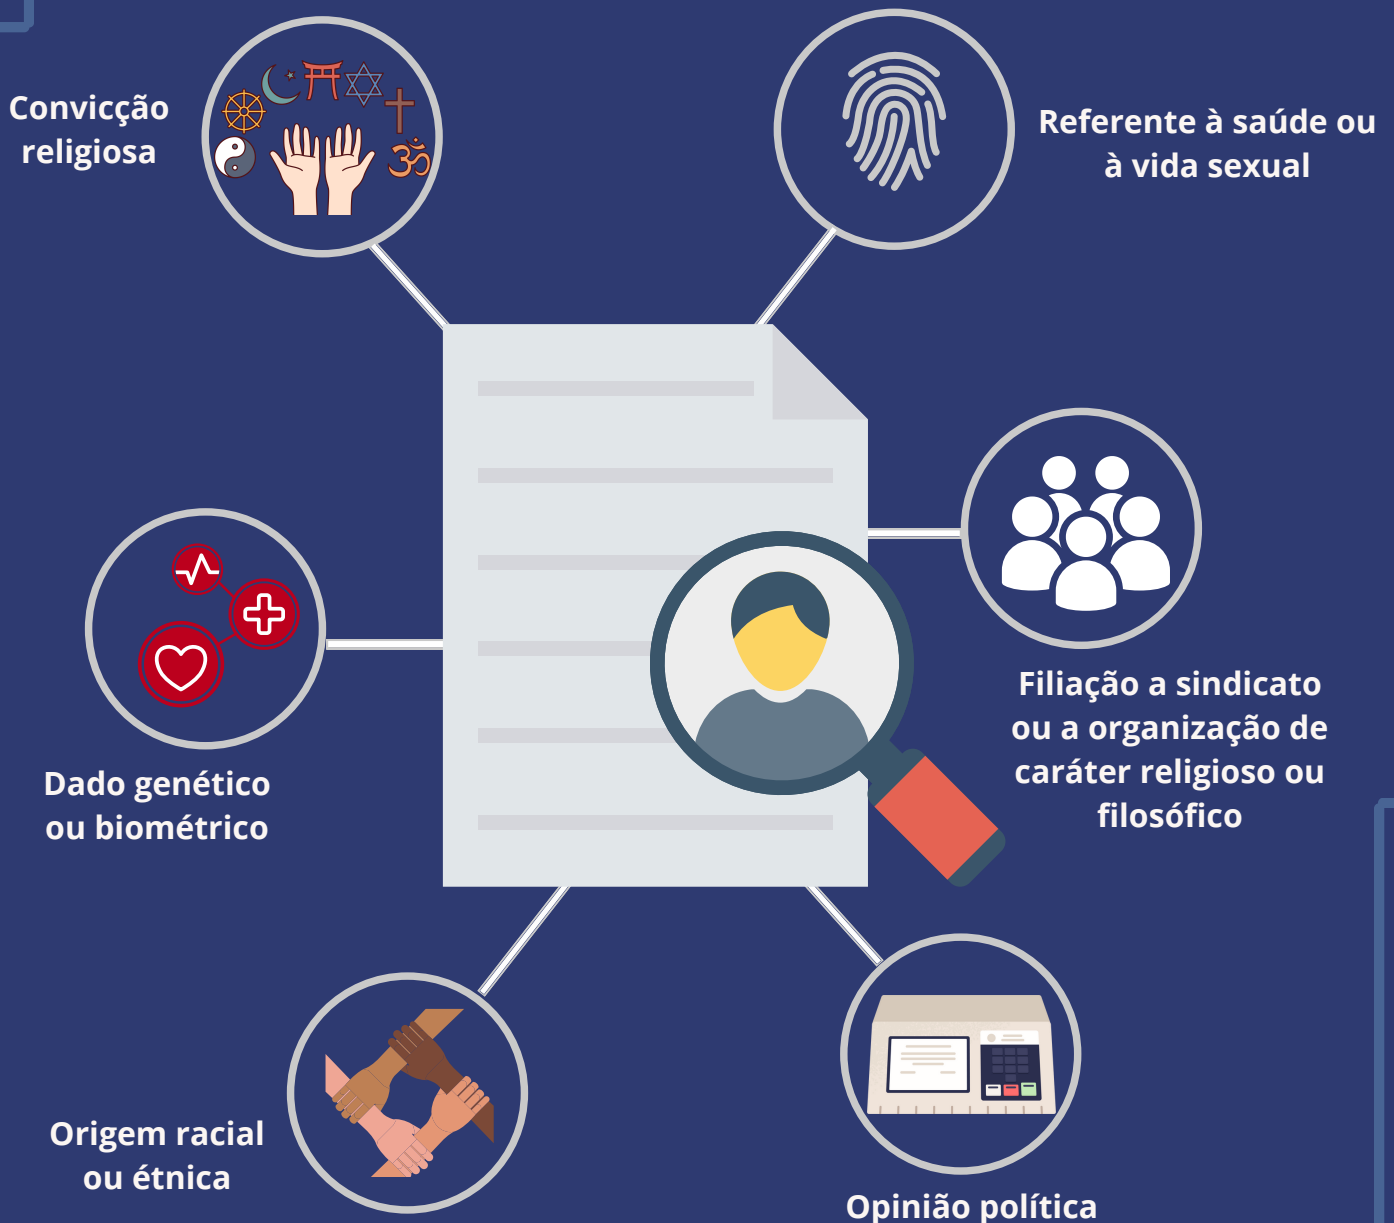 Convicção
religiosa
Referente à saúde ou
à vida sexual
Filiação a sindicato
ou a organização de
caráter religioso ou
filosófico
Dado genético
ou biométrico
Origem racial
ou étnica
Opinião política